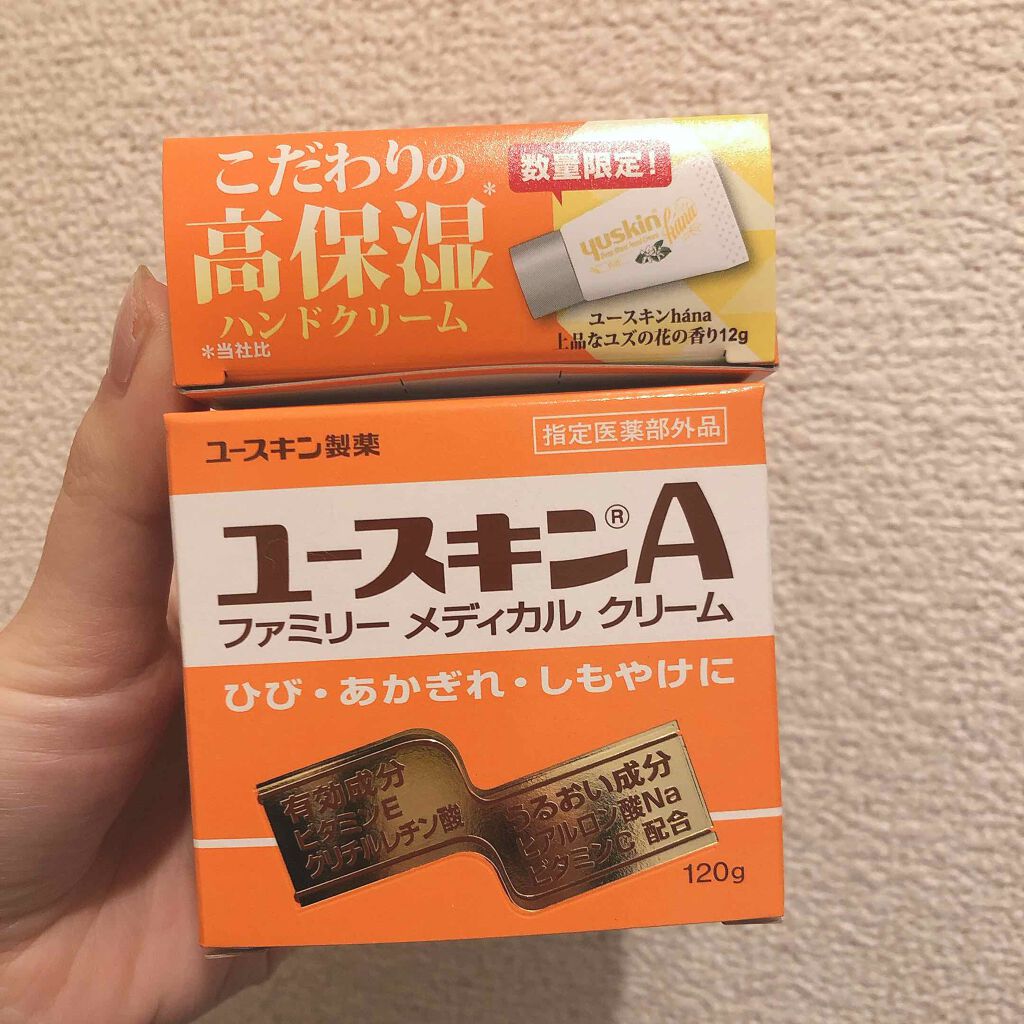 こだわりの
高保湿*
ハンドクリーム
*当社比
数量限定!
yuskin
hána
ユースキンhána
上品なユズの花の香り12g
ユースキン製薬
指定医薬部外品
ユースキン®A
ファミリー メディカル クリーム
ひび・あかぎれ・しもやけに
有効成分
ビタミンE
グリチルレチン酸
うるおい成分
ヒアルロン酸Na
ビタミンC 配合
120g